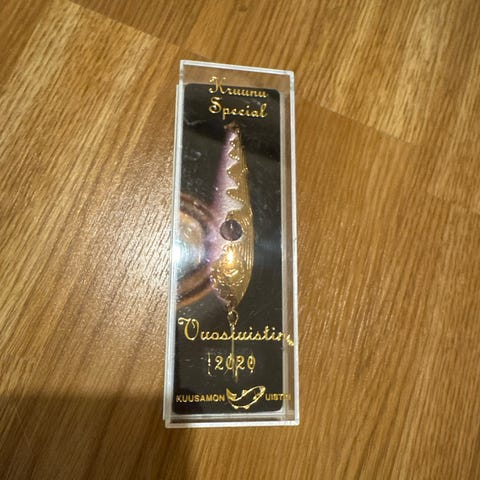 Kruunu
Special
Vuosiuistin
2020
KUUSAMON UISTIN